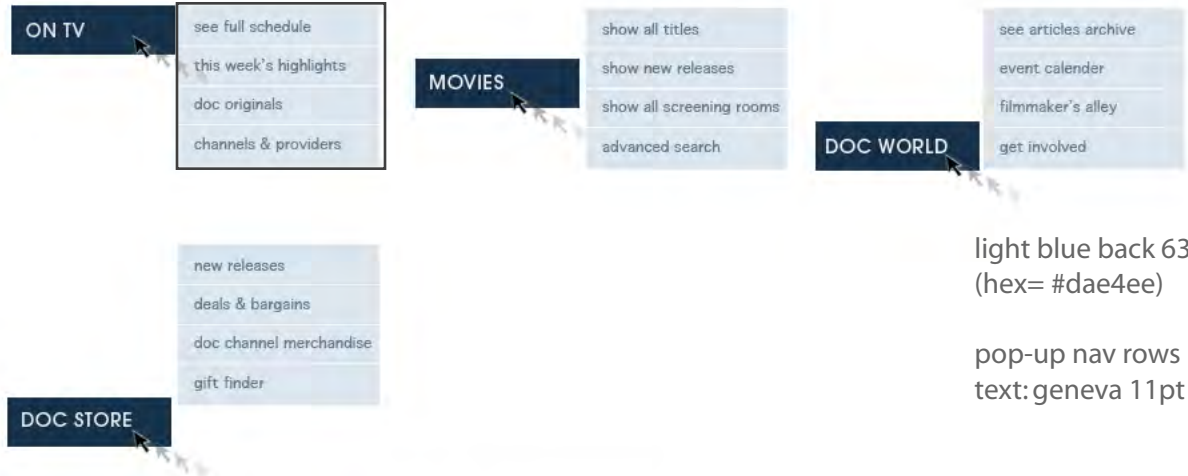 ON TV
see full schedule
this week's highlights
doc originals
channels & providers
MOVIES
show all titles
show new releases
show all screening rooms
advanced search
DOC WORLD
see articles archive
event calender
filmmaker's alley
get involved
DOC STORE
new releases
deals & bargains
doc channel merchandise
gift finder
light blue back 63
(hex= #dae4ee)
pop-up nav rows
text: geneva 11pt